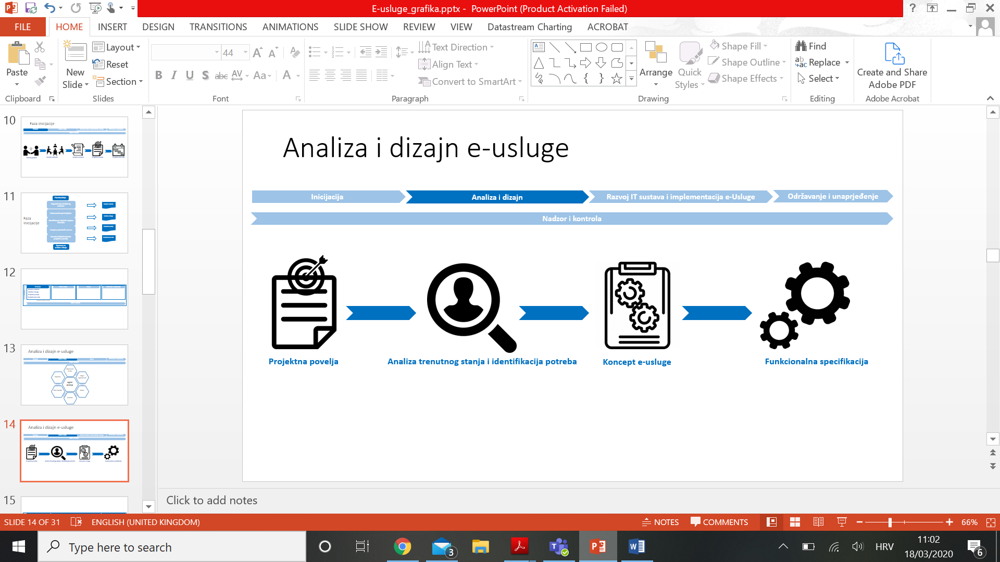 E-usluge_grafika.pptx - PowerPoint (Product Activation Failed)
FILE HOME INSERT DESIGN TRANSITIONS ANIMATIONS SLIDE SHOW REVIEW VIEW Datastream Charting ACROBAT
Paste
New Slide
Layout
Reset
Section
44
B I U S abc AV Aa A
Text Direction
Align Text
Convert to SmartArt
Arrange
Quick Styles
Shape Fill
Shape Outline
Shape Effects
Find
Replace
Select
Create and Share
Adobe PDF
Clipboard Slides Font Paragraph Drawing Editing Adobe Acrobat
10
Faza inicijacije
11
Faza
inicijacije
12
13
Analiza i dizajn e-usluge
Agilni
pristup
14
Analiza i dizajn e-usluge
15
Analiza i dizajn e-usluge
Inicijacija
Analiza i dizajn
Razvoj IT sustava i implementacija e-Usluge
Održavanje i unaprjeđenje
Nadzor i kontrola
Projektna povelja
Analiza trenutnog stanja i identifikacija potreba
Koncept e-usluge
Funkcionalna specifikacija
Click to add notes
SLIDE 14 OF 31 ENGLISH (UNITED KINGDOM) NOTES COMMENTS 66%
Type here to search
3
HRV
11:02
18/03/2020
6